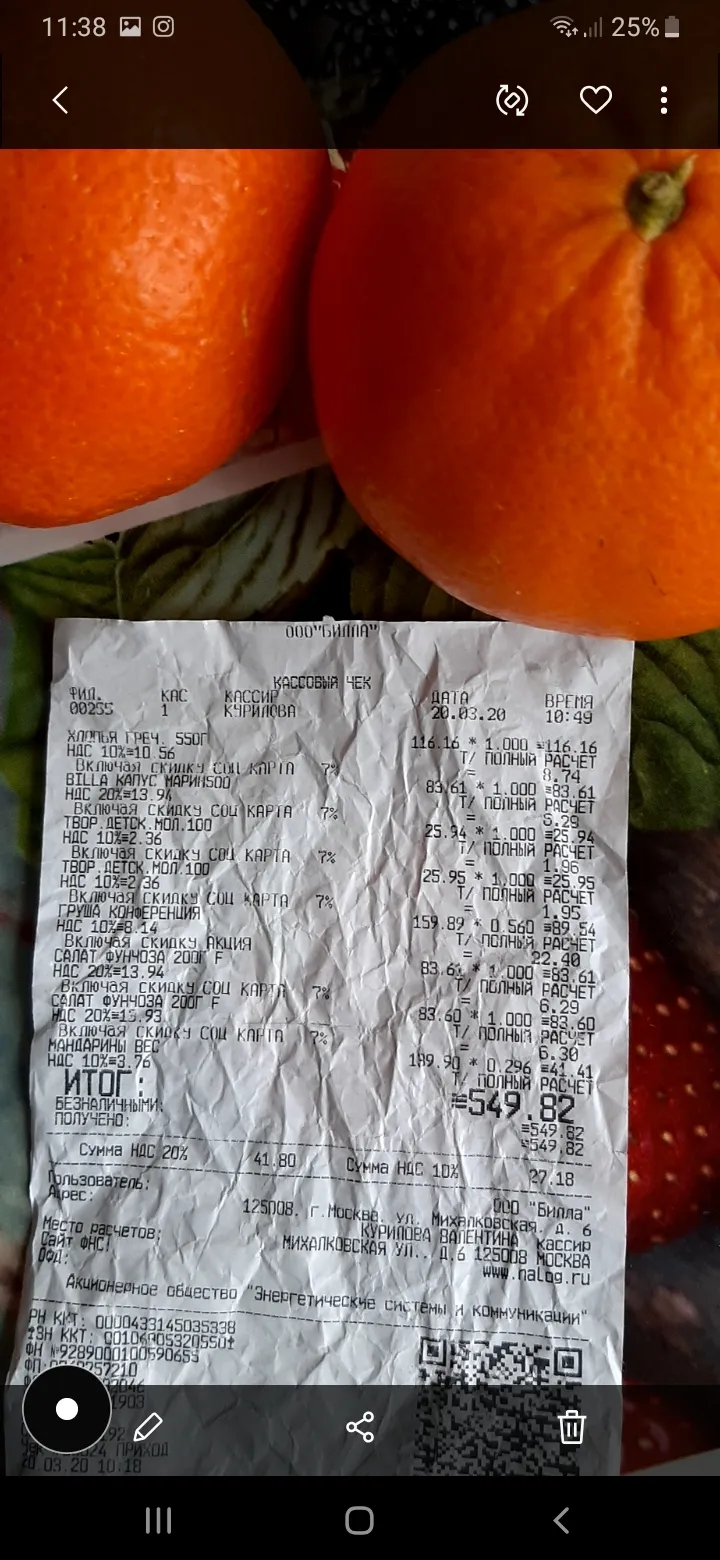 11:38
25%
ООО"БИЛЛА"
КАССОВЫЙ ЧЕК
ФИЛ. КАС КАССИР ДАТА ВРЕМЯ
00255 1 КУРИЛОВА 20.03.20 10:49
ХЛОПЬЯ ГРЕЧ. 550Г 116.16 * 1.000 ≡116.16
НДС 10%≡10.56 Т/ ПОЛНЫЙ РАСЧЕТ
Включая СКИДКУ СОЦ КАРТА 7% = 8.74
BILLA КАПУС МАРИН500 83.61 * 1.000 ≡83.61
НДС 20%≡13.94 Т/ ПОЛНЫЙ РАСЧЕТ
Включая СКИДКУ СОЦ КАРТА 7% = 6.29
ТВОР.ДЕТСК.МОЛ.100 25.94 * 1.000 ≡25.94
НДС 10%≡2.36 Т/ ПОЛНЫЙ РАСЧЕТ
Включая СКИДКУ СОЦ КАРТА 7% = 1.96
ТВОР.ДЕТСК.МОЛ.100 25.95 * 1.000 ≡25.95
НДС 10%≡2.36 Т/ ПОЛНЫЙ РАСЧЕТ
Включая СКИДКУ СОЦ КАРТА 7% = 1.95
ГРУША КОНФЕРЕНЦИЯ 159.89 * 0.560 ≡89.54
НДС 10%≡8.14 Т/ ПОЛНЫЙ РАСЧЕТ
Включая СКИДКУ АКЦИЯ = 22.40
САЛАТ ФУНЧОЗА 200Г F 83.61 * 1.000 ≡83.61
НДС 20%≡13.94 Т/ ПОЛНЫЙ РАСЧЕТ
Включая СКИДКУ СОЦ КАРТА 7% = 6.29
САЛАТ ФУНЧОЗА 200Г F 83.60 * 1.000 ≡83.60
НДС 20%≡13.93 Т/ ПОЛНЫЙ РАСЧЕТ
Включая СКИДКУ СОЦ КАРТА 7% = 6.30
МАНДАРИНЫ ВЕС 139.90 * 0.296 ≡41.41
НДС 10%≡3.76 Т/ ПОЛНЫЙ РАСЧЕТ
ИТОГ: ≡549.82
БЕЗНАЛИЧНЫМИ: ≡549.82
ПОЛУЧЕНО: ≡549.82
Сумма НДС 20% 41.80 Сумма НДС 10% 27.18
Пользователь: ООО "Билла"
Адрес: 125008, г.Москва, ул. Михалковская, д. 6
КУРИЛОВА ВАЛЕНТИНА кассир
Место расчетов: МИХАЛКОВСКАЯ УЛ., Д.6 125008 МОСКВА
Сайт ФНС: www.nalog.ru
ОФД:
Акционерное общество "Энергетические системы и коммуникации"
РН ККТ: 0000433145035338
ЗН ККТ: 00106905320550
ФН №9289000100590653
ПРИХОД
20.03.20 10:18